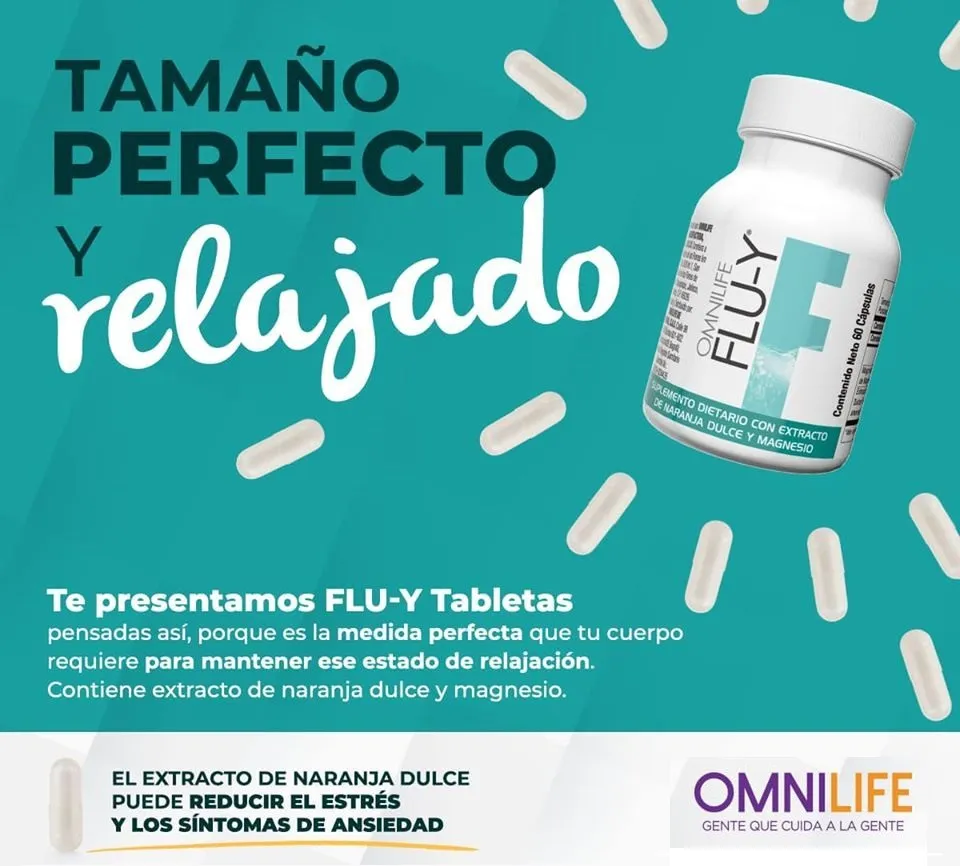 TAMAÑO
PERFECTO
Y
relajado
OMNILIFE
FLU-Y®
F
Contenido Neto 60 Cápsulas
SUPLEMENTO DIETARIO CON EXTRACTO
DE NARANJA DULCE Y MAGNESIO
Te presentamos FLU-Y Tabletas
pensadas así, porque es la medida perfecta que tu cuerpo
requiere para mantener ese estado de relajación.
Contiene extracto de naranja dulce y magnesio.
EL EXTRACTO DE NARANJA DULCE
PUEDE REDUCIR EL ESTRÉS
Y LOS SÍNTOMAS DE ANSIEDAD
OMNILIFE
GENTE QUE CUIDA A LA GENTE